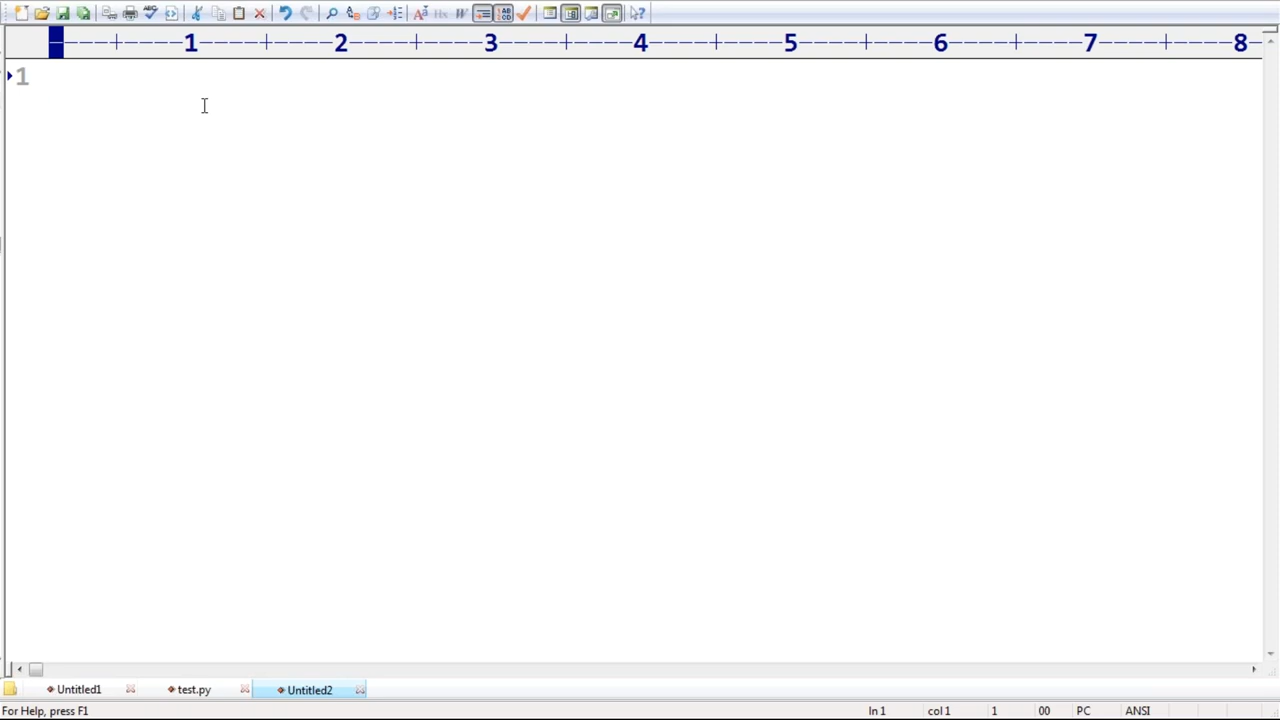 1 2 3 4 5 6 7 8
1
Untitled1 test.py Untitled2
For Help, press F1 ln 1 col 1 1 00 PC ANSI